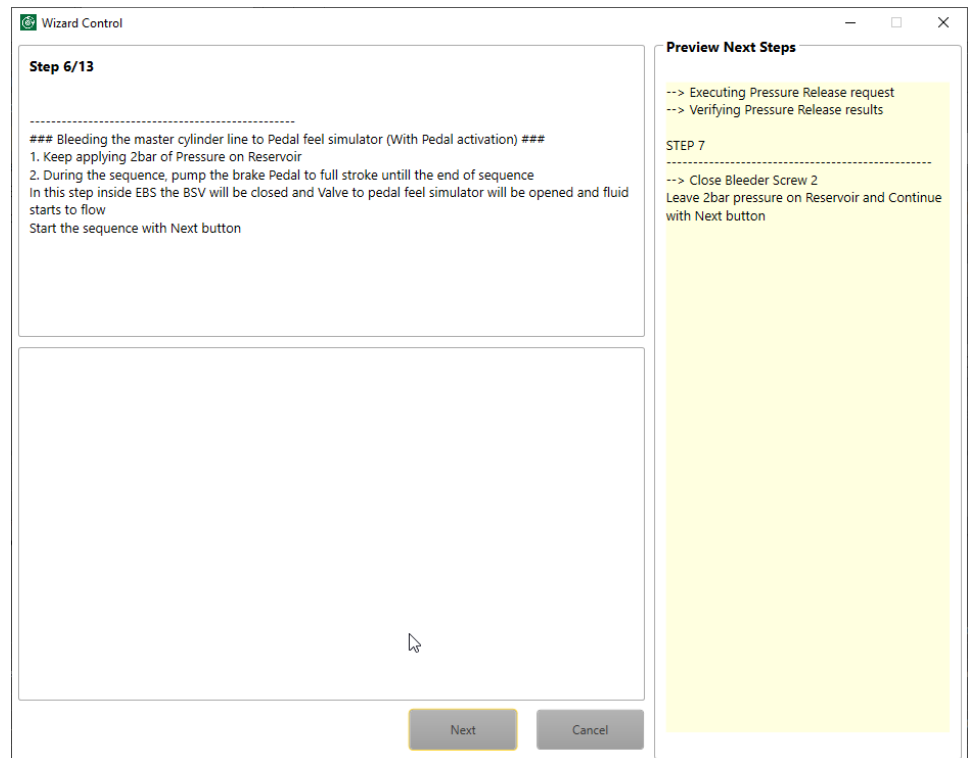 Wizard Control
Step 6/13
--------------------------------------------------
### Bleeding the master cylinder line to Pedal feel simulator (With Pedal activation) ###
1. Keep applying 2bar of Pressure on Reservoir
2. During the sequence, pump the brake Pedal to full stroke untill the end of sequence
In this step inside EBS the BSV will be closed and Valve to pedal feel simulator will be opened and fluid
starts to flow
Start the sequence with Next button
Next
Cancel
Preview Next Steps
--> Executing Pressure Release request
--> Verifying Pressure Release results
STEP 7
--------------------------------------------------
--> Close Bleeder Screw 2
Leave 2bar pressure on Reservoir and Continue
with Next button